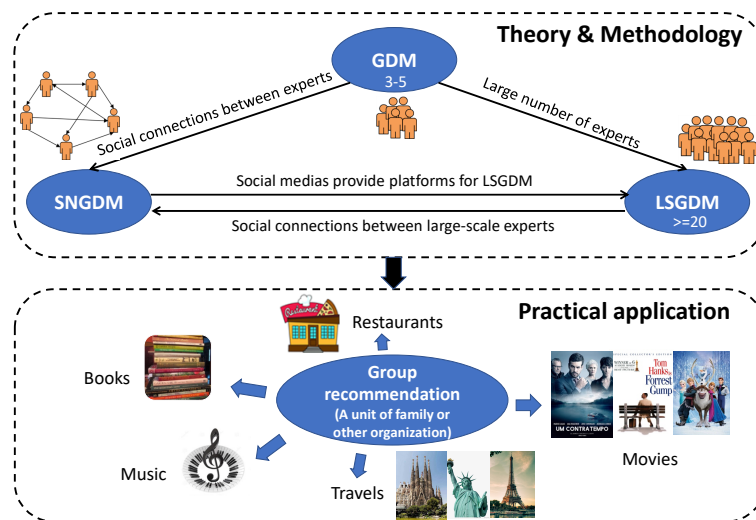 Theory & Methodology
GDM
3-5
Social connections between experts
Large number of experts
SNGDM
Social medias provide platforms for LSGDM
LSGDM
>=20
Social connections between large-scale experts
Practical application
Restaurant
Restaurants
Books
Group
recommendation
(A unit of family or
other organization)
Tom
Hanks is
Forrest
Gump
UM CONTRATEMPO
Music
Travels
Movies